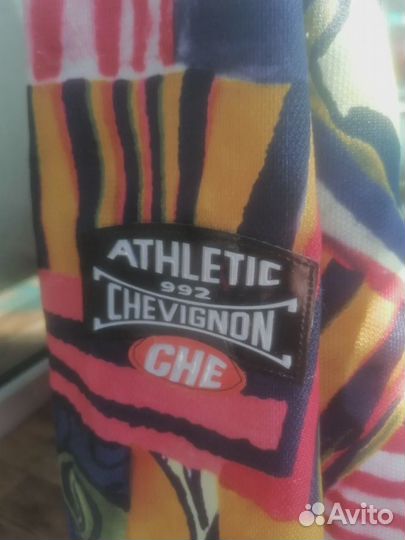 ATHLETIC
992
CHEVIGNON
CHE
Avito